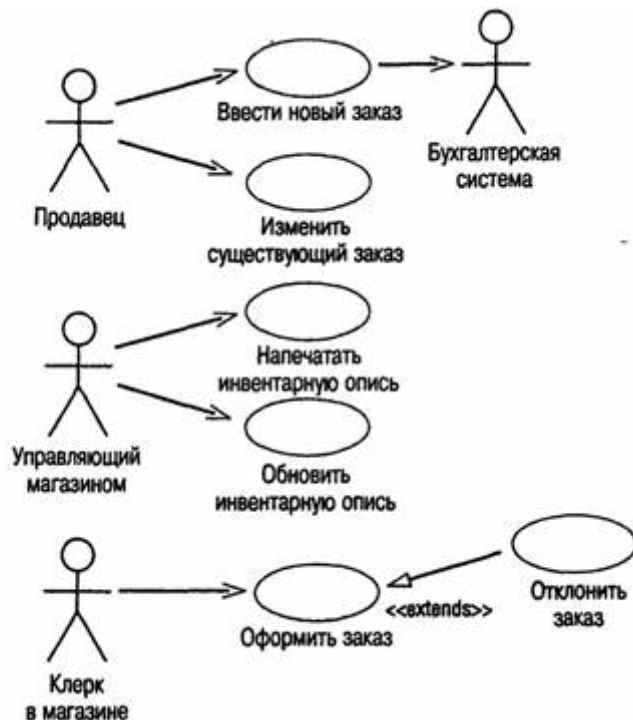 Ввести новый заказ
Бухгалтерская
система
Продавец
Изменить
существующий заказ
Напечатать
инвентарную опись
Управляющий
магазином
Обновить
инвентарную опись
<<extends>>
Отклонить
заказ
Оформить заказ
Клерк
в магазине